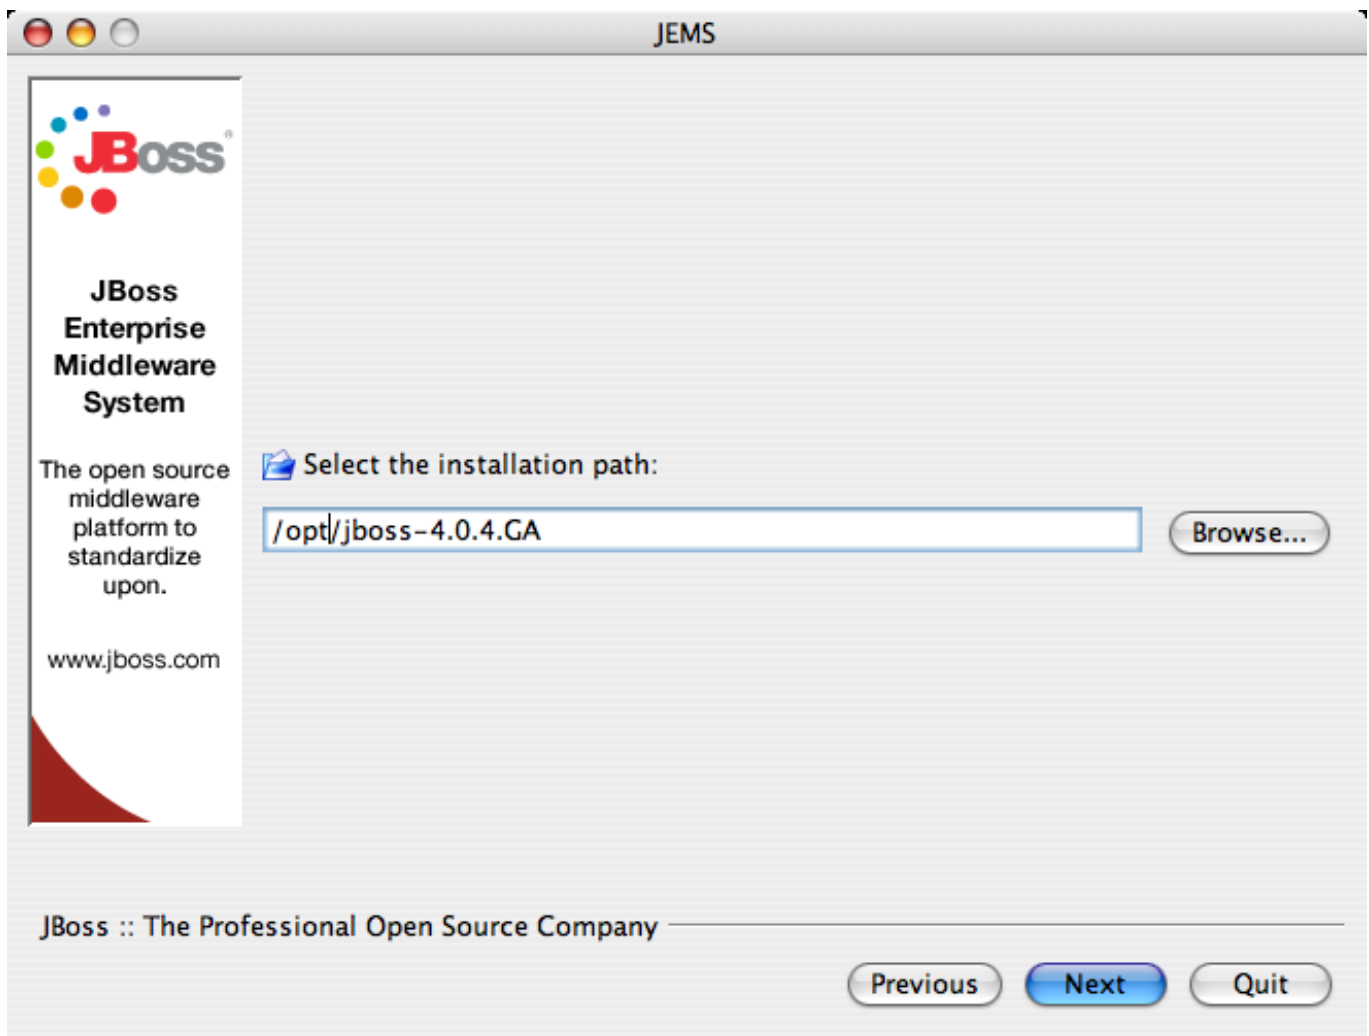 JEMS
JBoss®
JBoss
Enterprise
Middleware
System
The open source
middleware
platform to
standardize
upon.
www.jboss.com
Select the installation path:
/opt/jboss-4.0.4.GA
Browse...
JBoss :: The Professional Open Source Company
Previous
Next
Quit